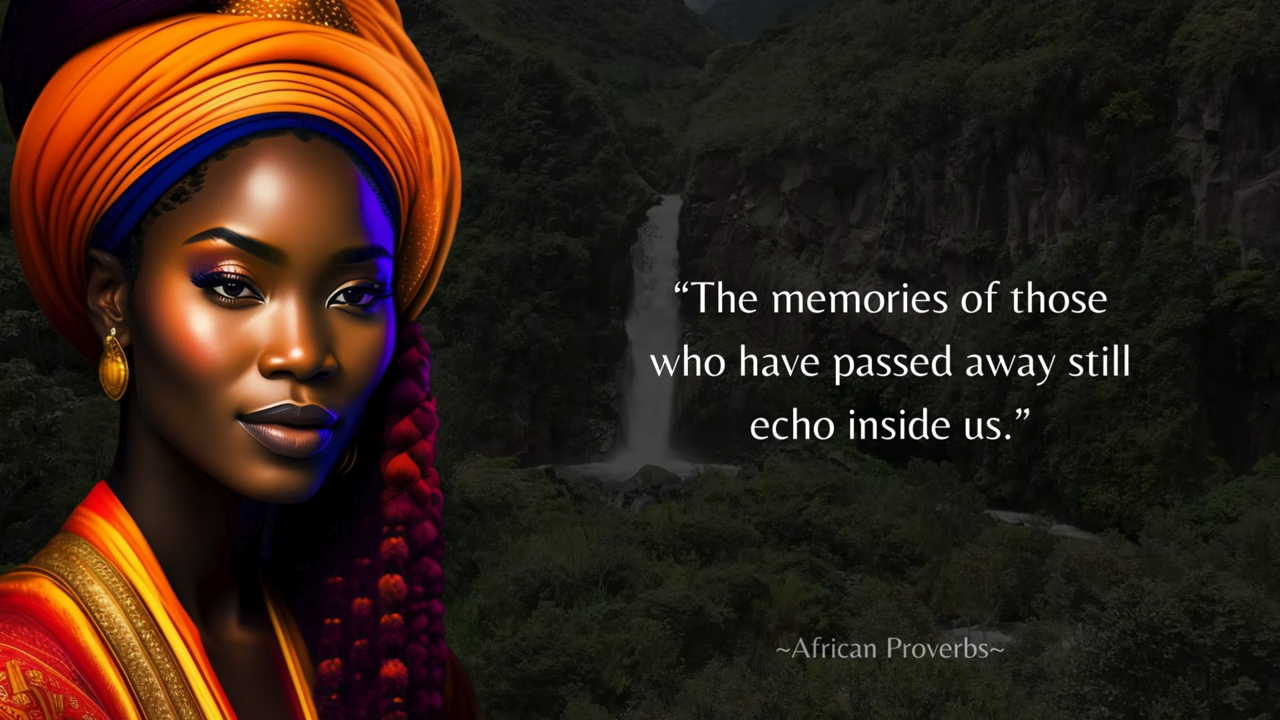 “The memories of those
who have passed away still
echo inside us.”
~African Proverbs~